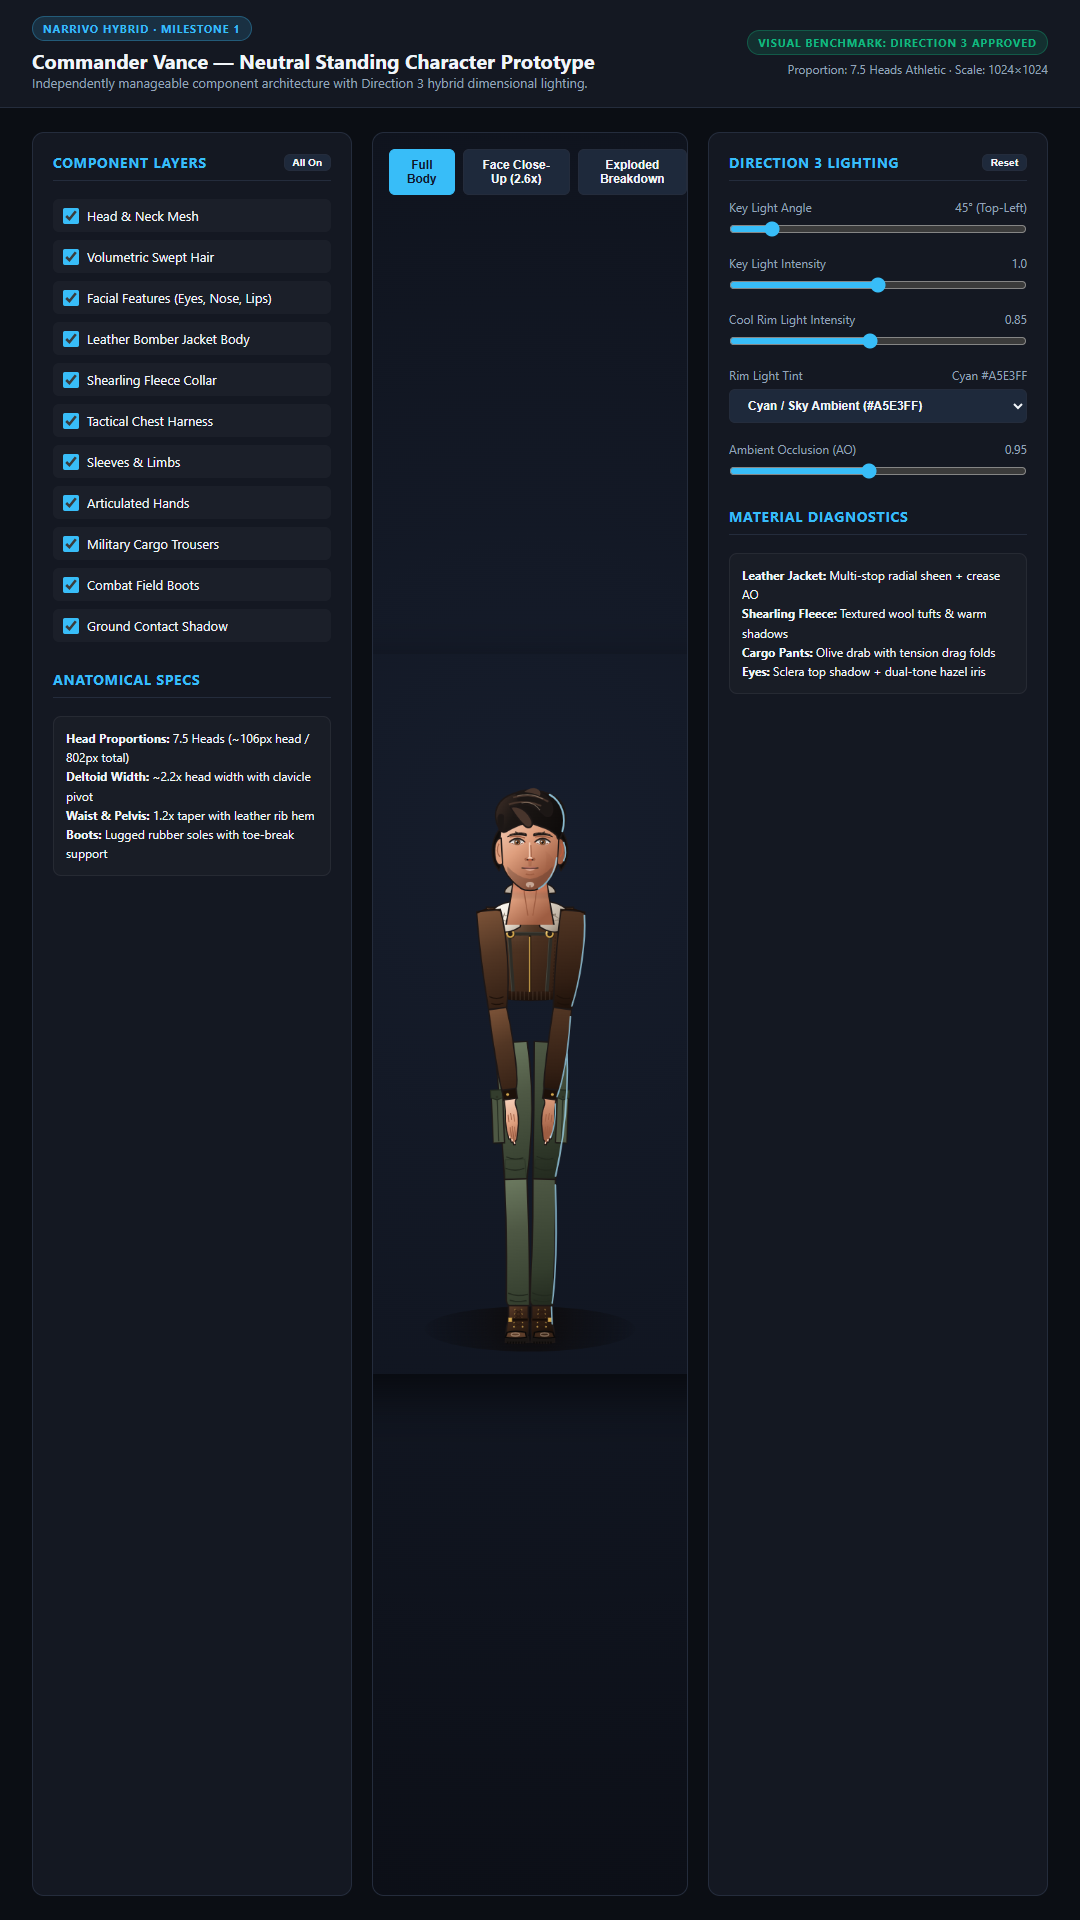 NARRIVO HYBRID · MILESTONE 1
Commander Vance — Neutral Standing Character Prototype
Independently manageable component architecture with Direction 3 hybrid dimensional lighting.
VISUAL BENCHMARK: DIRECTION 3 APPROVED
Proportion: 7.5 Heads Athletic · Scale: 1024×1024
COMPONENT LAYERS
All On
Head & Neck Mesh
Volumetric Swept Hair
Facial Features (Eyes, Nose, Lips)
Leather Bomber Jacket Body
Shearling Fleece Collar
Tactical Chest Harness
Sleeves & Limbs
Articulated Hands
Military Cargo Trousers
Combat Field Boots
Ground Contact Shadow
ANATOMICAL SPECS
Head Proportions: 7.5 Heads (~106px head /
802px total)
Deltoid Width: ~2.2x head width with clavicle
pivot
Waist & Pelvis: 1.2x taper with leather rib hem
Boots: Lugged rubber soles with toe-break
support
Full
Body
Face Close-
Up (2.6x)
Exploded
Breakdown
DIRECTION 3 LIGHTING
Reset
Key Light Angle
45° (Top-Left)
Key Light Intensity
1.0
Cool Rim Light Intensity
0.85
Rim Light Tint
Cyan #A5E3FF
Cyan / Sky Ambient (#A5E3FF)
Ambient Occlusion (AO)
0.95
MATERIAL DIAGNOSTICS
Leather Jacket: Multi-stop radial sheen + crease
AO
Shearling Fleece: Textured wool tufts & warm
shadows
Cargo Pants: Olive drab with tension drag folds
Eyes: Sclera top shadow + dual-tone hazel iris